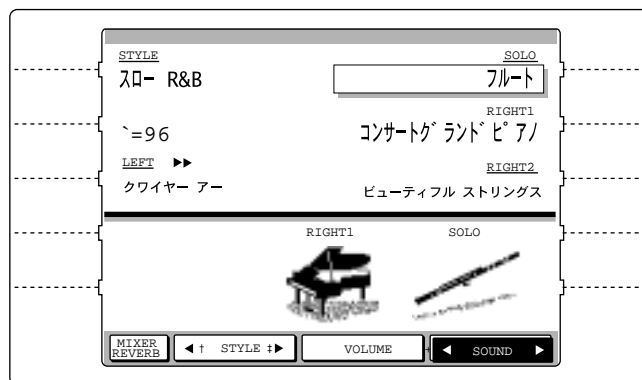 STYLE
SOLO
スロー R&B
フルート
RIGHT1
`=96
コンサートグランドピアノ
LEFT ▶▶
RIGHT2
クワイヤー アー
ビューティフル ストリングス
RIGHT1
SOLO
MIXER
REVERB
◀ † STYLE ‡▶
VOLUME
◀ SOUND ▶